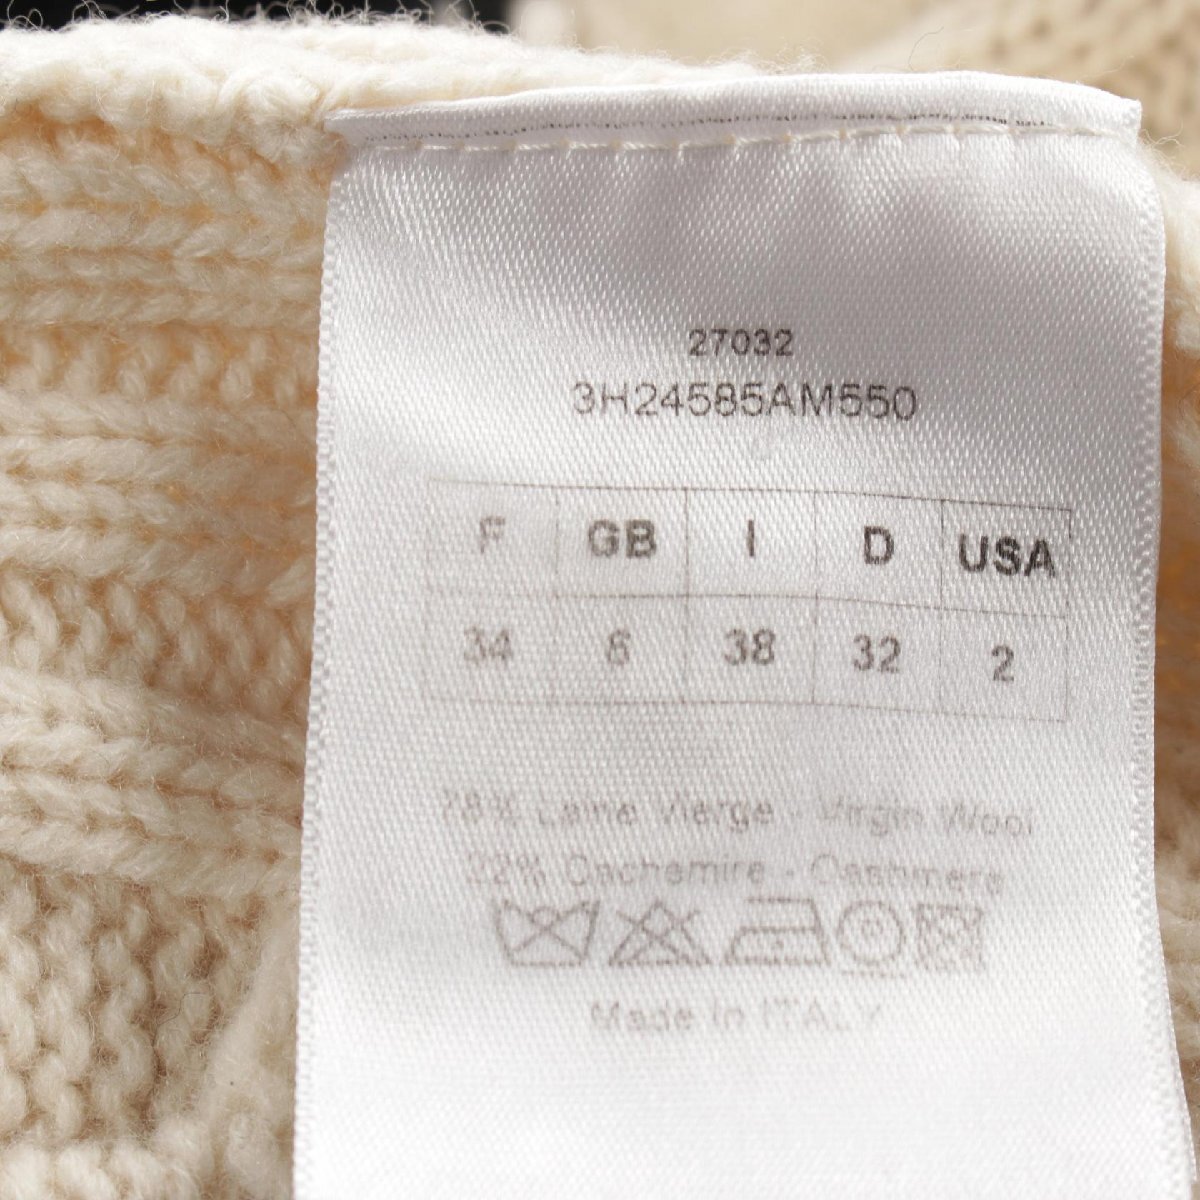 27032
3H24585AM550
F GB I D USA
34 6 38 32 2
78% Laine Vierge - Virgin Wool
22% Cachemire - Cashmere
Made in ITALY